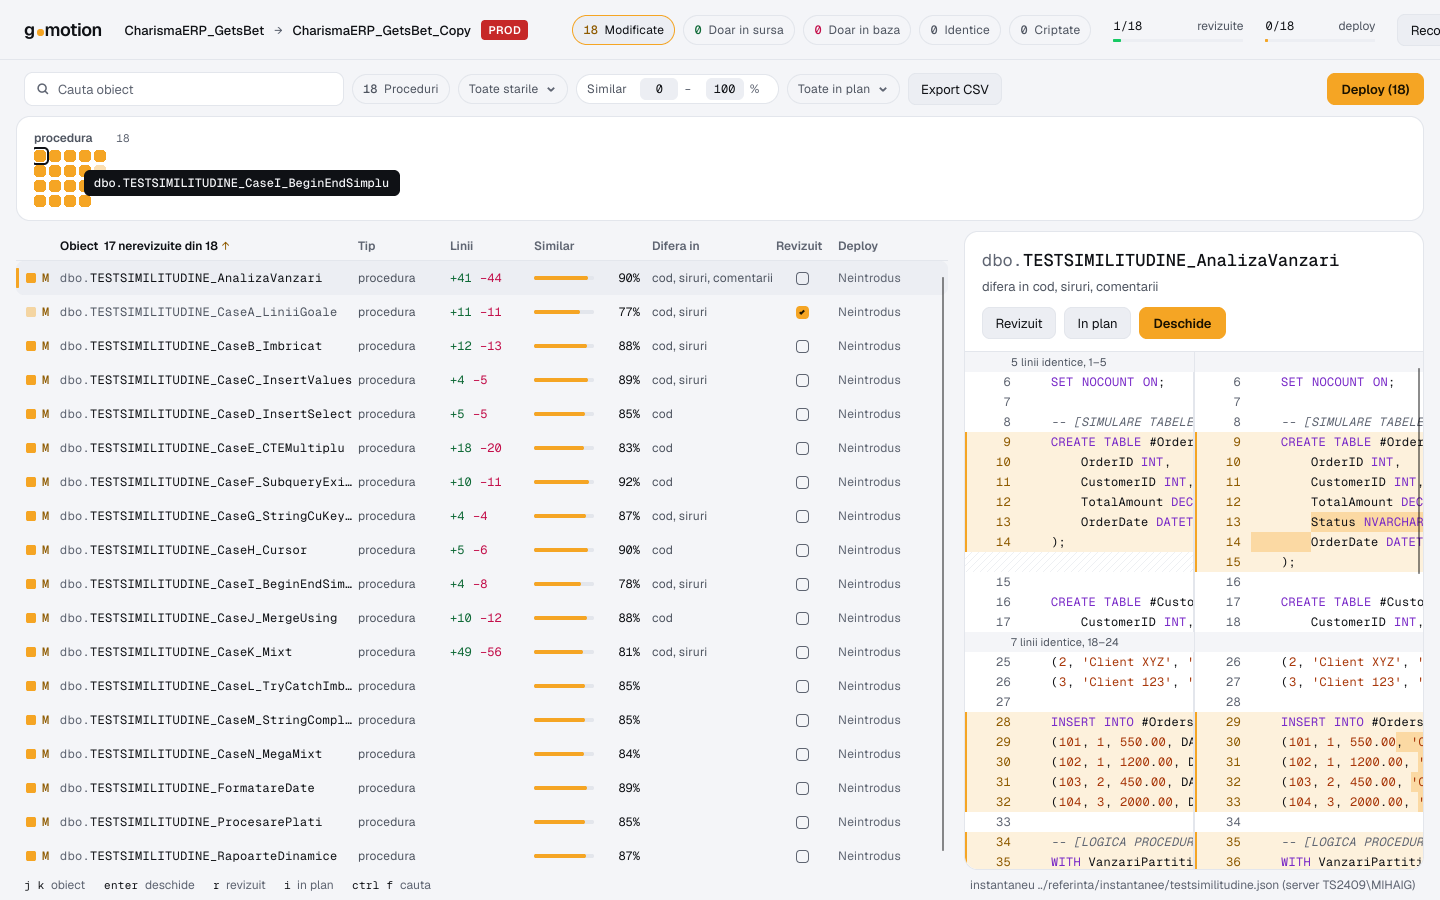 g motion CharismaERP_GetsBet → CharismaERP_GetsBet_Copy PROD 18 Modificate 0 Doar in sursa 0 Doar in baza 0 Identice 0 Criptate 1/18 revizuite 0/18 deploy Reco
Cauta obiect 18 Proceduri Toate starile Similar 0 – 100 % Toate in plan Export CSV Deploy (18)
procedura 18
dbo.TESTSIMILITUDINE_CaseI_BeginEndSimplu
Obiect 17 nerevizuite din 18 ↑ Tip Linii Similar Difera in Revizuit Deploy
M dbo.TESTSIMILITUDINE_AnalizaVanzari procedura +41 −44 90% cod, siruri, comentarii Neintrodus
M dbo.TESTSIMILITUDINE_CaseA_LiniiGoale procedura +11 −11 77% cod, siruri Neintrodus
M dbo.TESTSIMILITUDINE_CaseB_Imbricat procedura +12 −13 88% cod, siruri Neintrodus
M dbo.TESTSIMILITUDINE_CaseC_InsertValues procedura +4 −5 89% cod, siruri Neintrodus
M dbo.TESTSIMILITUDINE_CaseD_InsertSelect procedura +5 −5 85% cod Neintrodus
M dbo.TESTSIMILITUDINE_CaseE_CTEMultiplu procedura +18 −20 83% cod Neintrodus
M dbo.TESTSIMILITUDINE_CaseF_SubqueryExi… procedura +10 −11 92% cod Neintrodus
M dbo.TESTSIMILITUDINE_CaseG_StringCuKey… procedura +4 −4 87% cod, siruri Neintrodus
M dbo.TESTSIMILITUDINE_CaseH_Cursor procedura +5 −6 90% cod Neintrodus
M dbo.TESTSIMILITUDINE_CaseI_BeginEndSim… procedura +4 −8 78% cod, siruri Neintrodus
M dbo.TESTSIMILITUDINE_CaseJ_MergeUsing procedura +10 −12 88% cod Neintrodus
M dbo.TESTSIMILITUDINE_CaseK_Mixt procedura +49 −56 81% cod, siruri Neintrodus
M dbo.TESTSIMILITUDINE_CaseL_TryCatchImb… procedura 85% Neintrodus
M dbo.TESTSIMILITUDINE_CaseM_StringCompl… procedura 85% Neintrodus
M dbo.TESTSIMILITUDINE_CaseN_MegaMixt procedura 84% Neintrodus
M dbo.TESTSIMILITUDINE_FormatareDate procedura 89% Neintrodus
M dbo.TESTSIMILITUDINE_ProcesarePlati procedura 85% Neintrodus
M dbo.TESTSIMILITUDINE_RapoarteDinamice procedura 87% Neintrodus
dbo.TESTSIMILITUDINE_AnalizaVanzari
difera in cod, siruri, comentarii
Revizuit In plan Deschide
5 linii identice, 1–5
6 SET NOCOUNT ON; 6 SET NOCOUNT ON;
7 7
8 -- [SIMULARE TABELE 8 -- [SIMULARE TABELE
9 CREATE TABLE #Order 9 CREATE TABLE #Order
10 OrderID INT, 10 OrderID INT,
11 CustomerID INT, 11 CustomerID INT,
12 TotalAmount DEC 12 TotalAmount DEC
13 OrderDate DATET 13 Status NVARCHAR
14 ); 14 OrderDate DATET
15 );
15 16
16 CREATE TABLE #Custo 17 CREATE TABLE #Custo
17 CustomerID INT, 18 CustomerID INT,
7 linii identice, 18–24
25 (2, 'Client XYZ', ' 26 (2, 'Client XYZ', '
26 (3, 'Client 123', ' 27 (3, 'Client 123', '
27 28
28 INSERT INTO #Orders 29 INSERT INTO #Orders
29 (101, 1, 550.00, DA 30 (101, 1, 550.00, 'C
30 (102, 1, 1200.00, D 31 (102, 1, 1200.00, '
31 (103, 2, 450.00, DA 32 (103, 2, 450.00, 'C
32 (104, 3, 2000.00, D 33 (104, 3, 2000.00, '
33 34
34 -- [LOGICA PROCEDUR 35 -- [LOGICA PROCEDUR
35 WITH VanzariPartiti 36 WITH VanzariPartiti
j k obiect enter deschide r revizuit i in plan ctrl f cauta
instantaneu ../referinta/instantanee/testsimilitudine.json (server TS2409\MIHAIG)